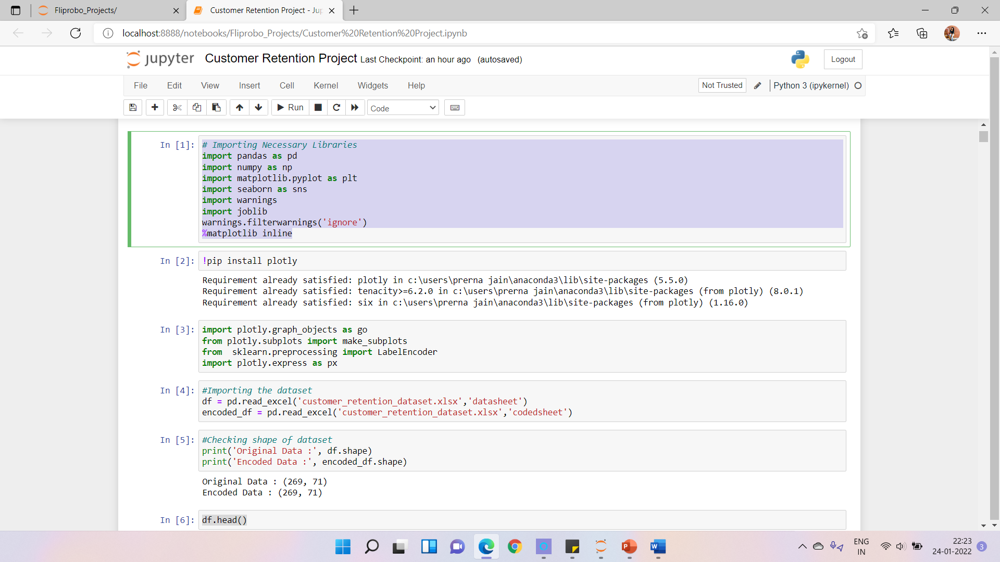 Fliprobo_Projects/
Customer Retention Project - Jup
localhost:8888/notebooks/Fliprobo_Projects/Customer%20Retention%20Project.ipynb
jupyter Customer Retention Project Last Checkpoint: an hour ago (autosaved)
Logout
File Edit View Insert Cell Kernel Widgets Help
Not Trusted
Python 3 (ipykernel)
Run
Code
In [1]: # Importing Necessary Libraries
import pandas as pd
import numpy as np
import matplotlib.pyplot as plt
import seaborn as sns
import warnings
import joblib
warnings.filterwarnings('ignore')
%matplotlib inline
In [2]: !pip install plotly
Requirement already satisfied: plotly in c:\users\prerna jain\anaconda3\lib\site-packages (5.5.0)
Requirement already satisfied: tenacity>=6.2.0 in c:\users\prerna jain\anaconda3\lib\site-packages (from plotly) (8.0.1)
Requirement already satisfied: six in c:\users\prerna jain\anaconda3\lib\site-packages (from plotly) (1.16.0)
In [3]: import plotly.graph_objects as go
from plotly.subplots import make_subplots
from  sklearn.preprocessing import LabelEncoder
import plotly.express as px
In [4]: #Importing the dataset
df = pd.read_excel('customer_retention_dataset.xlsx','datasheet')
encoded_df = pd.read_excel('customer_retention_dataset.xlsx','codedsheet')
In [5]: #Checking shape of dataset
print('Original Data :', df.shape)
print('Encoded Data :', encoded_df.shape)
Original Data : (269, 71)
Encoded Data : (269, 71)
In [6]: df.head()
ENG
IN
22:23
24-01-2022
3